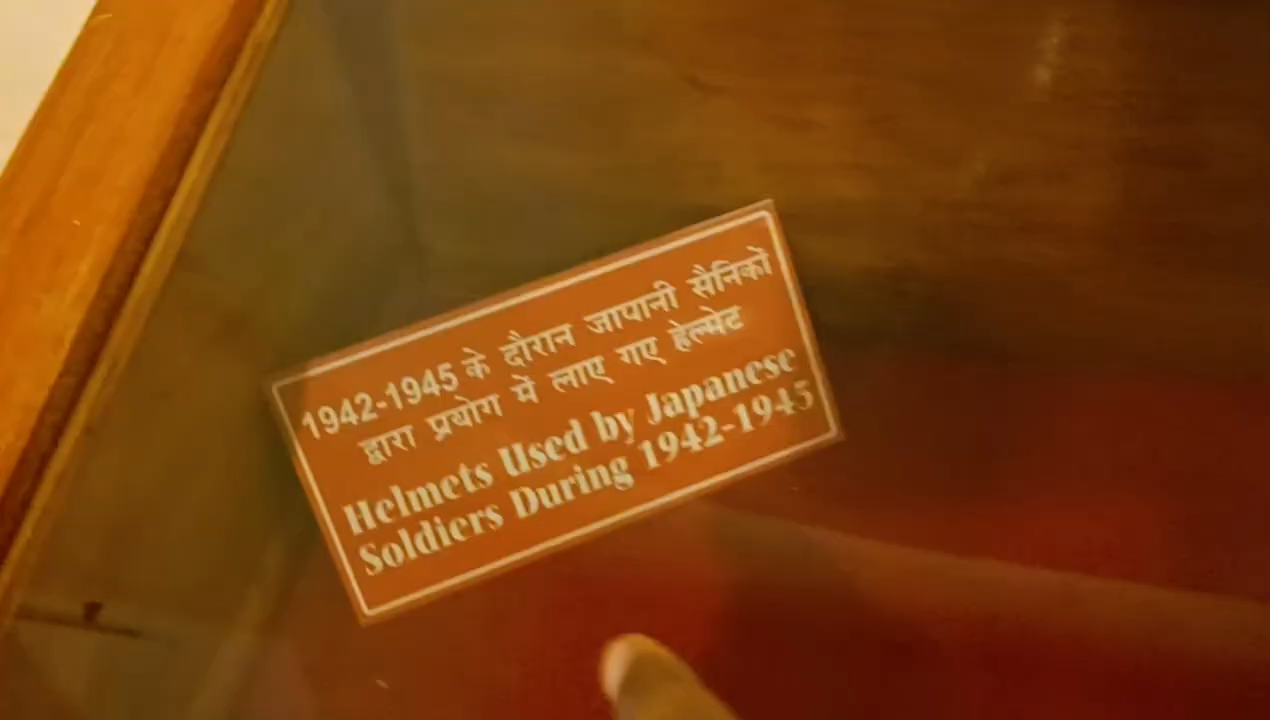 1942-1945 के दौरान जापानी सैनिकों
द्वारा प्रयोग में लाए गए हेल्मेट
Helmets Used by Japanese
Soldiers During 1942-1945